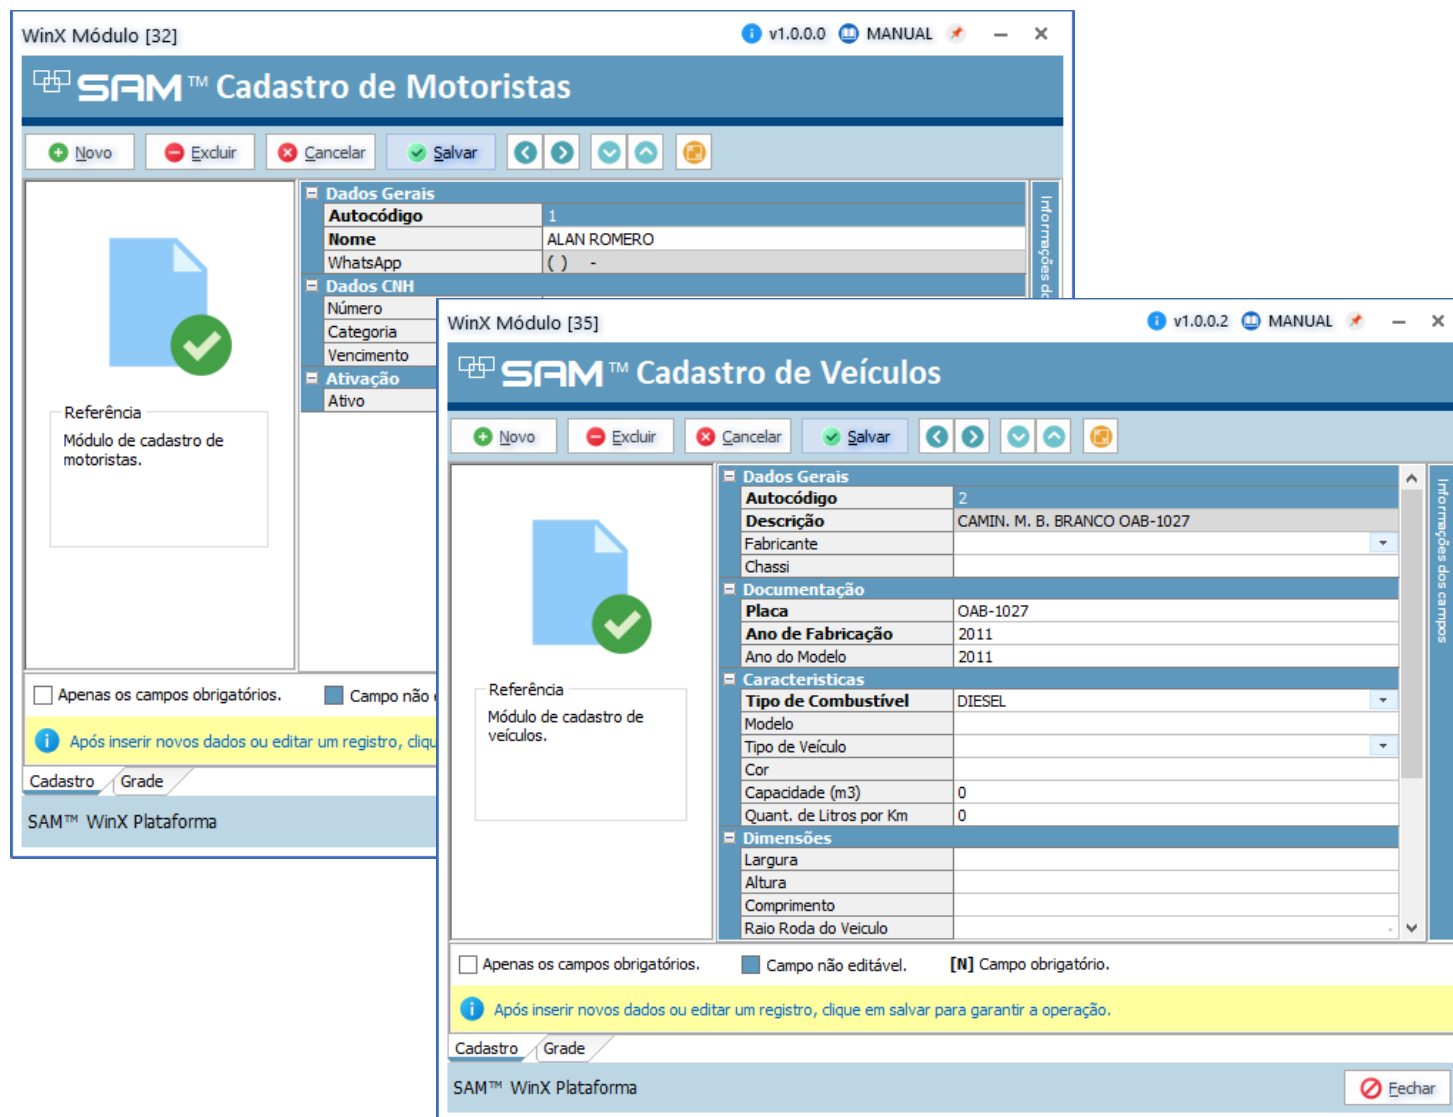 WinX Módulo [32]
v1.0.0.0 MANUAL
SAM™ Cadastro de Motoristas
Novo Excluir Cancelar Salvar
Dados Gerais
Autocódigo 1
Nome ALAN ROMERO
WhatsApp ( ) -
Dados CNH
Número
Categoria
Vencimento
Ativação
Ativo
Informações do
Referência
Módulo de cadastro de
motoristas.
Apenas os campos obrigatórios. Campo não
Após inserir novos dados ou editar um registro, cliqu
Cadastro Grade
SAM™ WinX Plataforma
WinX Módulo [35]
v1.0.0.2 MANUAL
SAM™ Cadastro de Veículos
Novo Excluir Cancelar Salvar
Dados Gerais
Autocódigo 2
Descrição CAMIN. M. B. BRANCO OAB-1027
Fabricante
Chassi
Documentação
Placa OAB-1027
Ano de Fabricação 2011
Ano do Modelo 2011
Caracteristicas
Tipo de Combustível DIESEL
Modelo
Tipo de Veículo
Cor
Capacidade (m3) 0
Quant. de Litros por Km 0
Dimensões
Largura
Altura
Comprimento
Raio Roda do Veiculo
Informações dos campos
Referência
Módulo de cadastro de
veículos.
Apenas os campos obrigatórios. Campo não editável. [N] Campo obrigatório.
Após inserir novos dados ou editar um registro, clique em salvar para garantir a operação.
Cadastro Grade
SAM™ WinX Plataforma
Fechar